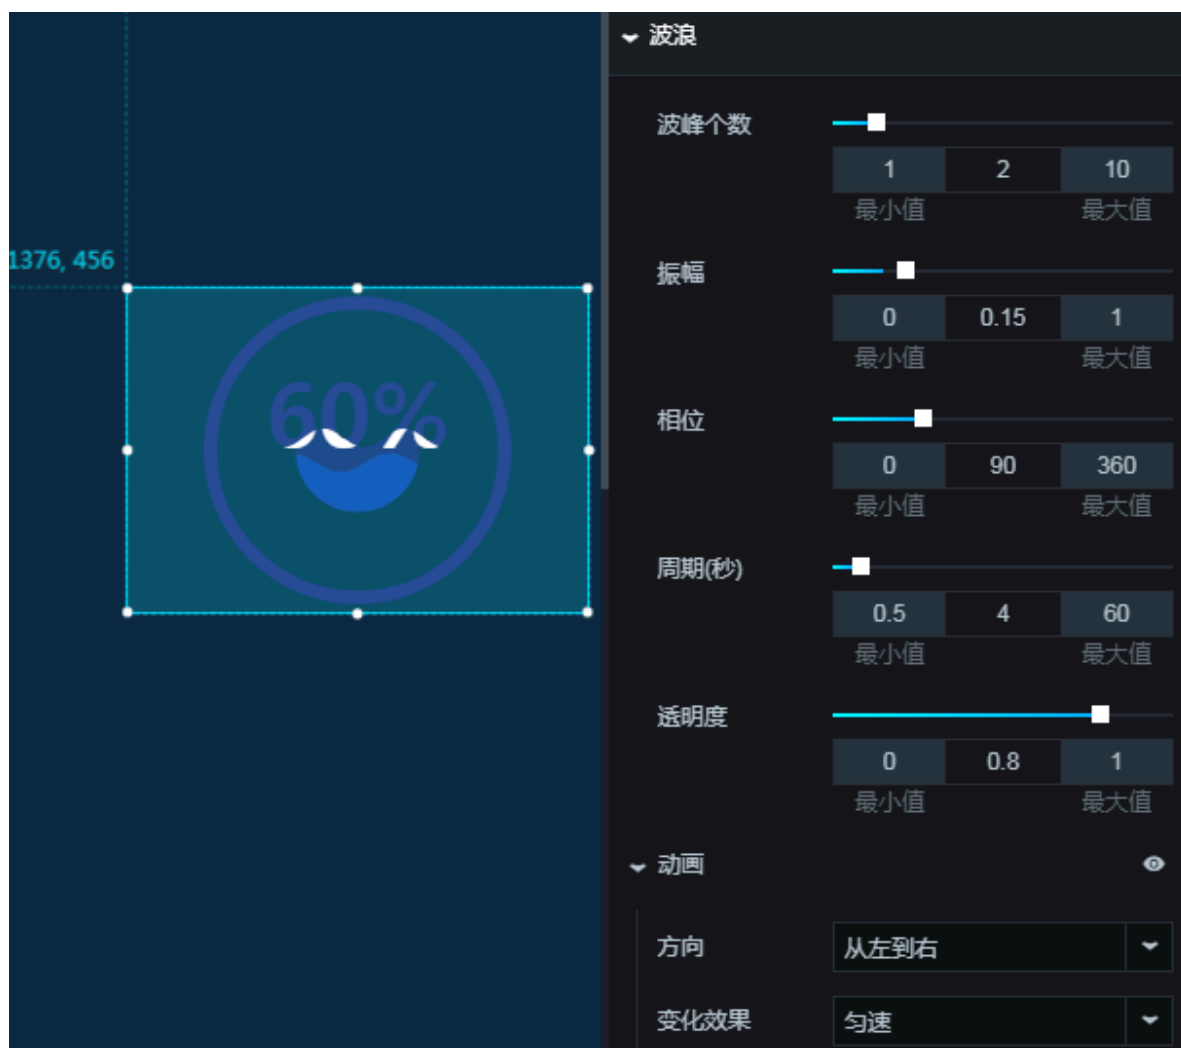 波浪
波峰个数
1 2 10
最小值 最大值
1376, 456
振幅
0 0.15 1
最小值 最大值
60%
相位
0 90 360
最小值 最大值
周期(秒)
0.5 4 60
最小值 最大值
透明度
0 0.8 1
最小值 最大值
动画
方向 从左到右
变化效果 匀速